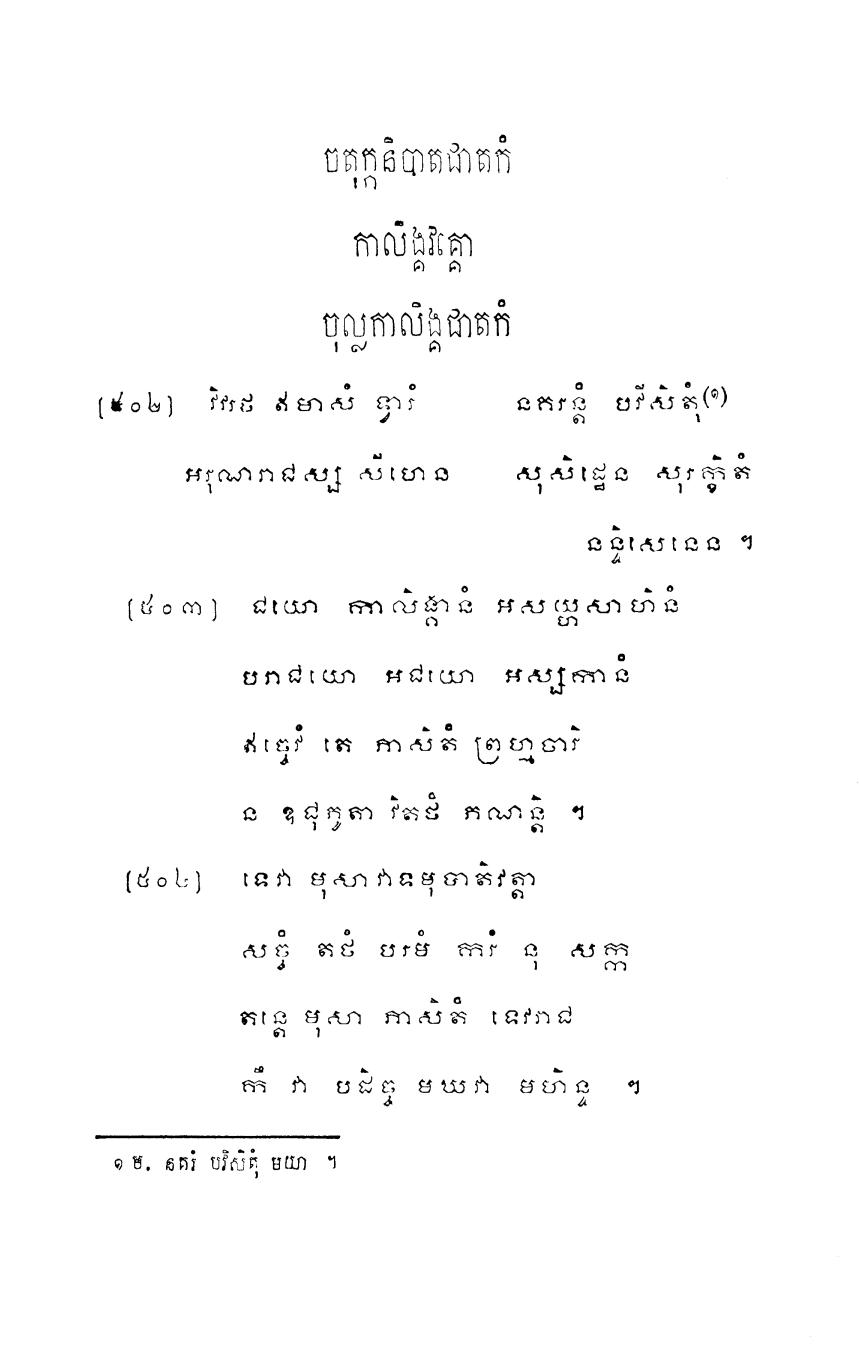 ចតុក្កនិបាតជាតកំ
កាលិង្គវគ្គោ
ចុល្លកាលិង្គជាតកំ
[៥០២] វិវរថ ឥមាសំ ទ្វារំ នគរន្តំ បវីសិតុំ(១)
អរុណរាជស្ស សីហេន សុសិដ្ឋេន សុរក្ខិតំ
នន្ទិសេនេន ។
[៥០៣] ជយោ កាលិង្គានំ អសយ្ហសាហិនំ
បរាជយោ អជយោ អស្សកានំ
ឥច្ចេវំ តេ ភាសិតំ ព្រហ្មចារិ
ន ឧជុភូតា វិតថំ ភណន្តិ ។
[៥០៤] ទេវា មុសាវាទមុបាតិវត្តា
សច្ចំ តថំ បរមំ ករំ នុ សក្ក
តន្តេ មុសា ភាសិតំ ទេវរាជ
កឹ វា បដិច្ច មឃវា មហិន្ទ ។
១ ឱ. នគរំ បវិសិតុំ មយា ។